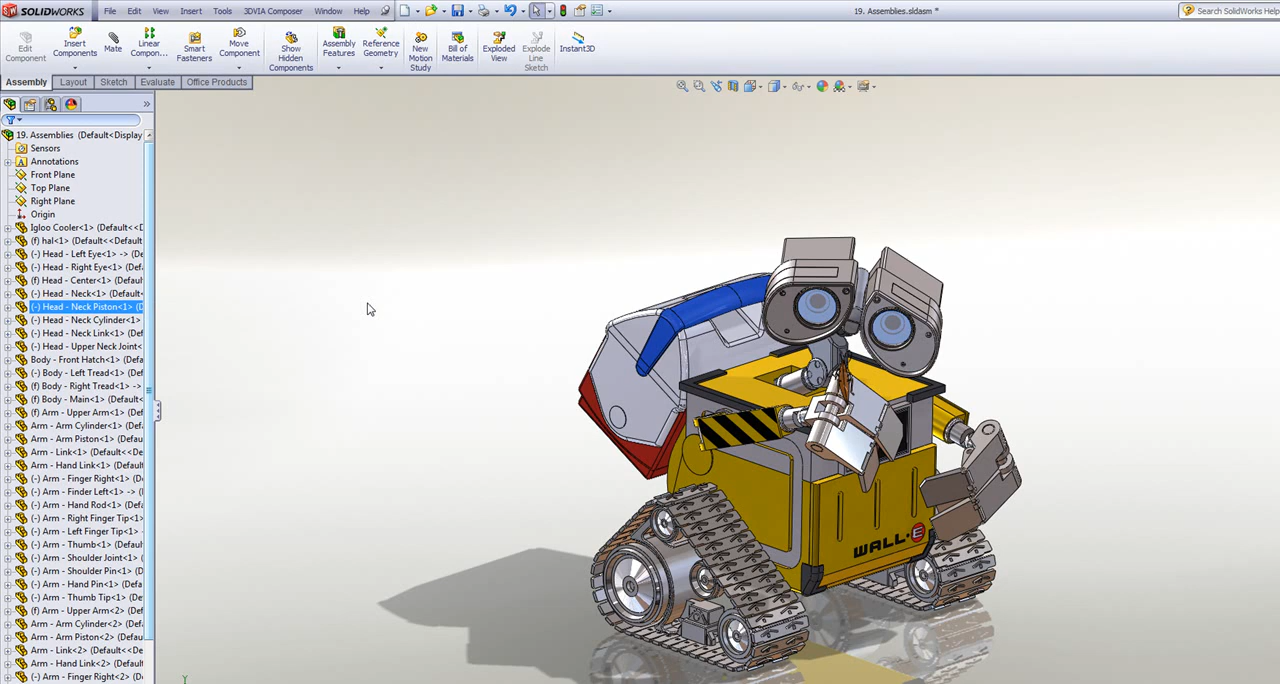 SOLIDWORKS File Edit View Insert Tools 3DVIA Composer Window Help 19. Assemblies.sldasm * Search SolidWorks Help
Edit Component
Insert Components
Mate
Linear Compon...
Smart Fasteners
Move Component
Show Hidden Components
Assembly Features
Reference Geometry
New Motion Study
Bill of Materials
Exploded View
Explode Line Sketch
Instant3D
Assembly Layout Sketch Evaluate Office Products
19. Assemblies (Default<Display
Sensors
Annotations
Front Plane
Top Plane
Right Plane
Origin
Igloo Cooler<1> (Default<<D
(f) hal<1> (Default<<Default
(-) Head - Left Eye<1> -> (De
(-) Head - Right Eye<1> (Def
(f) Head - Center<1> (Defaul
(-) Head - Neck<1> (Default
(-) Head - Neck Piston<1> (D
(-) Head - Neck Cylinder<1>
(-) Head - Neck Link<1> (Def
(-) Head - Upper Neck Joint<
Body - Front Hatch<1> (Def
(-) Body - Left Tread<1> (De
(f) Body - Right Tread<1> ->
(f) Body - Main<1> (Default
(f) Arm - Upper Arm<1> (De
Arm - Arm Cylinder<1> (De
Arm - Arm Piston<1> (Defa
Arm - Link<1> (Default<<De
Arm - Hand Link<1> (Defaul
(-) Arm - Finger Right<1> (D
(-) Arm - Finder Left<1> -> (
(-) Arm - Hand Rod<1> (Def
(-) Arm - Right Finger Tip<1
(-) Arm - Left Finger Tip<1>
(-) Arm - Thumb<1> (Defaul
(-) Arm - Shoulder Joint<1>
(-) Arm - Shoulder Pin<1> (
(-) Arm - Hand Pin<1> (Def
(-) Arm - Thumb Tip<1> (De
(f) Arm - Upper Arm<2> (De
Arm - Arm Cylinder<2> (De
Arm - Arm Piston<2> (Defa
Arm - Link<2> (Default<<De
Arm - Hand Link<2> (Defaul
(-) Arm - Finger Right<2> (D
WALL·E
Y